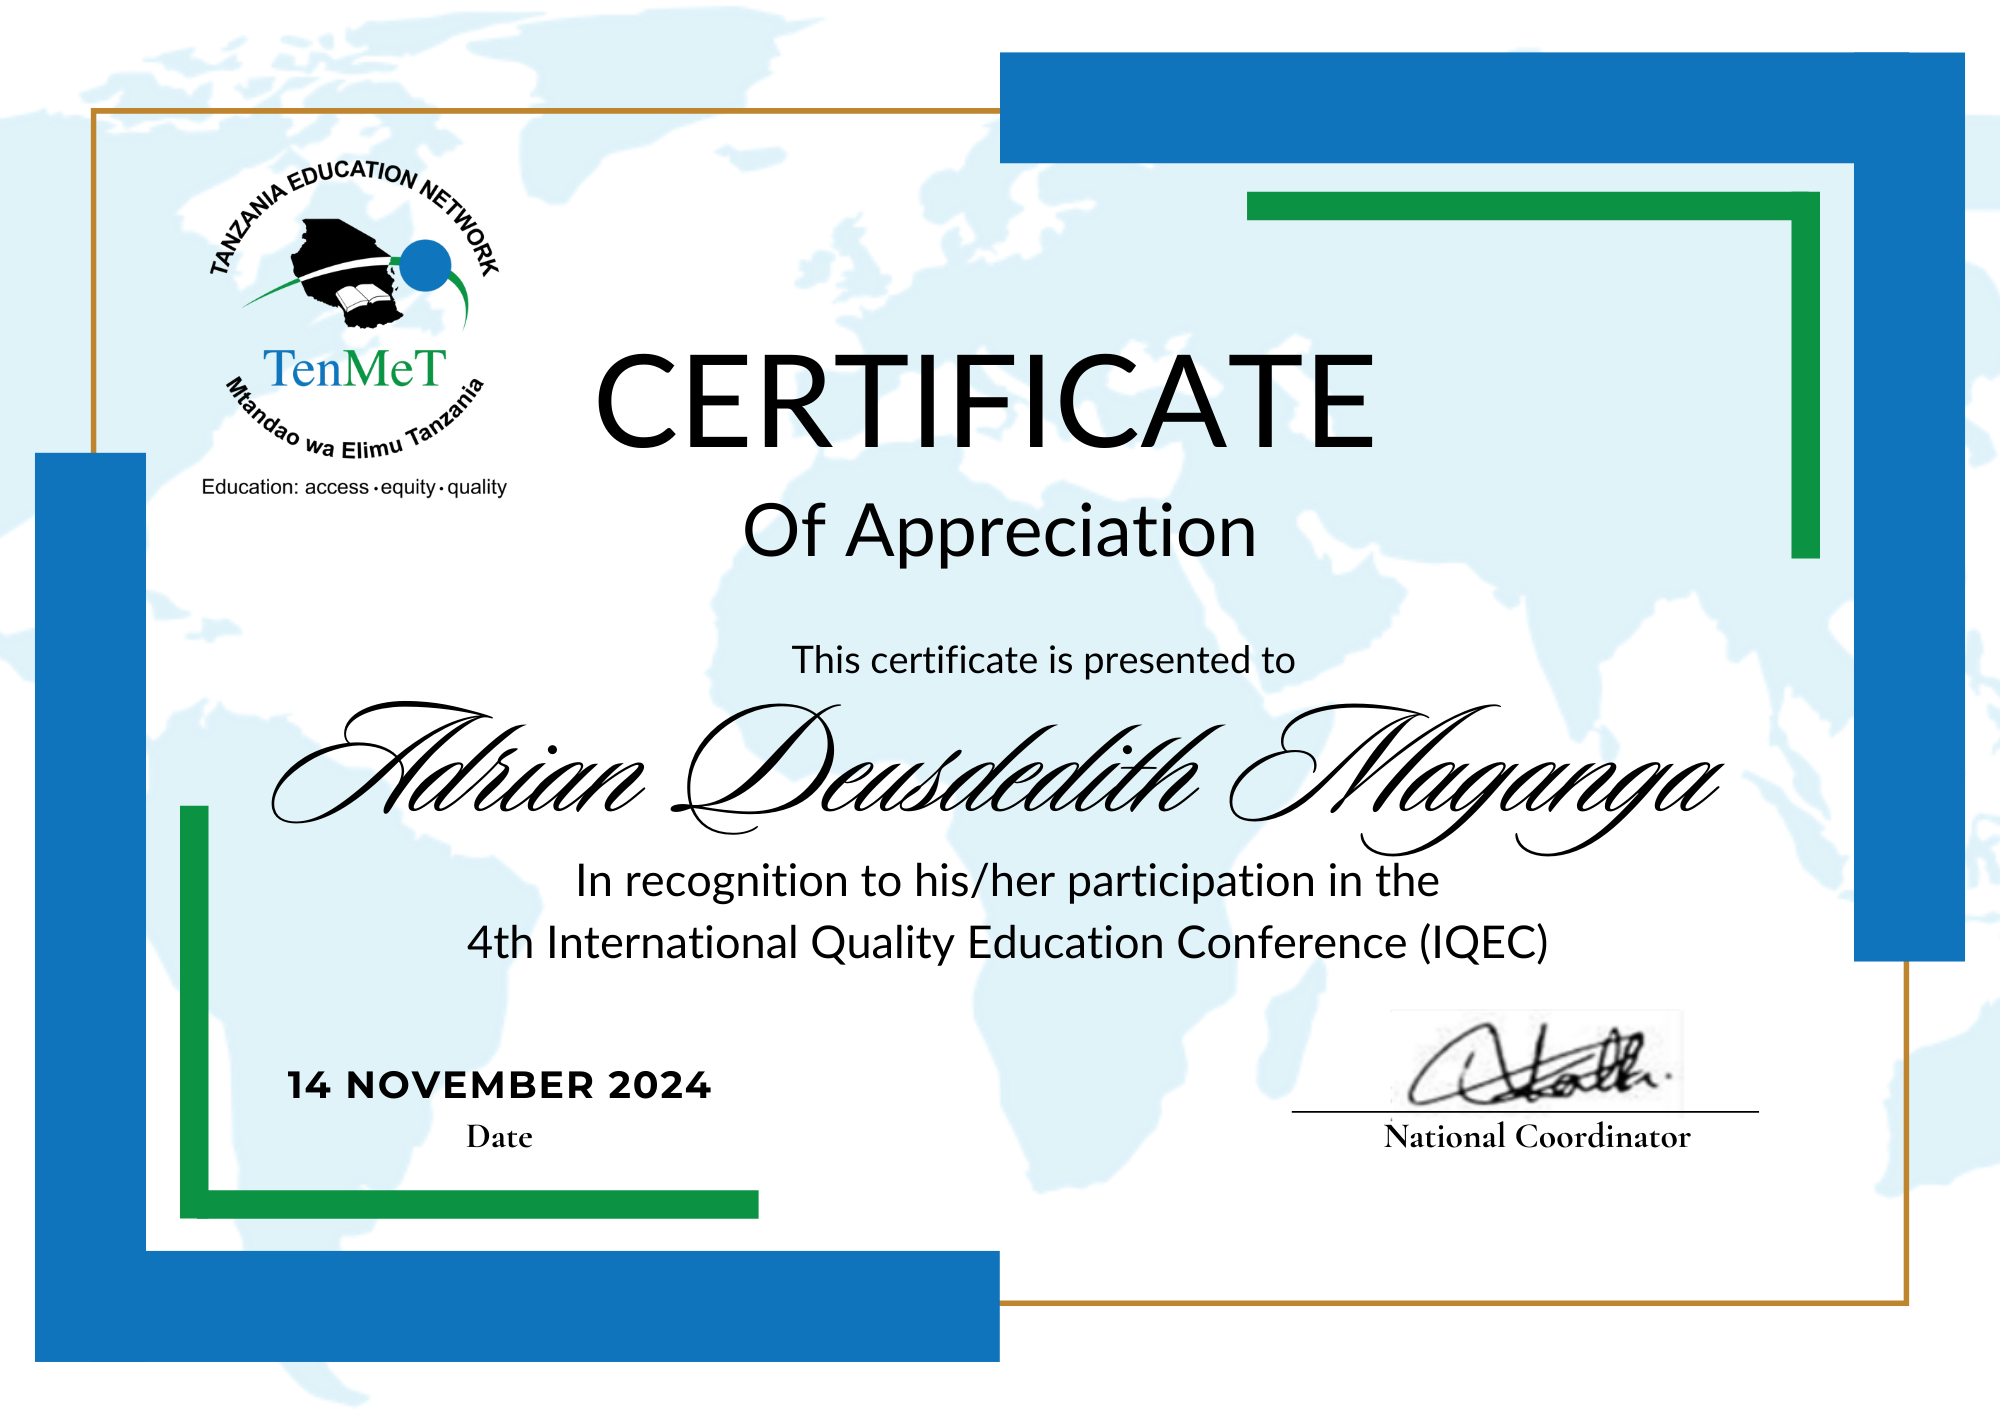 TANZANIA EDUCATION NETWORK
TenMeT
Mtandao wa Elimu Tanzania
Education: access • equity • quality
CERTIFICATE
Of Appreciation
This certificate is presented to
Adrian Deusdedith Maganga
In recognition to his/her participation in the
4th International Quality Education Conference (IQEC)
14 NOVEMBER 2024
Date
National Coordinator